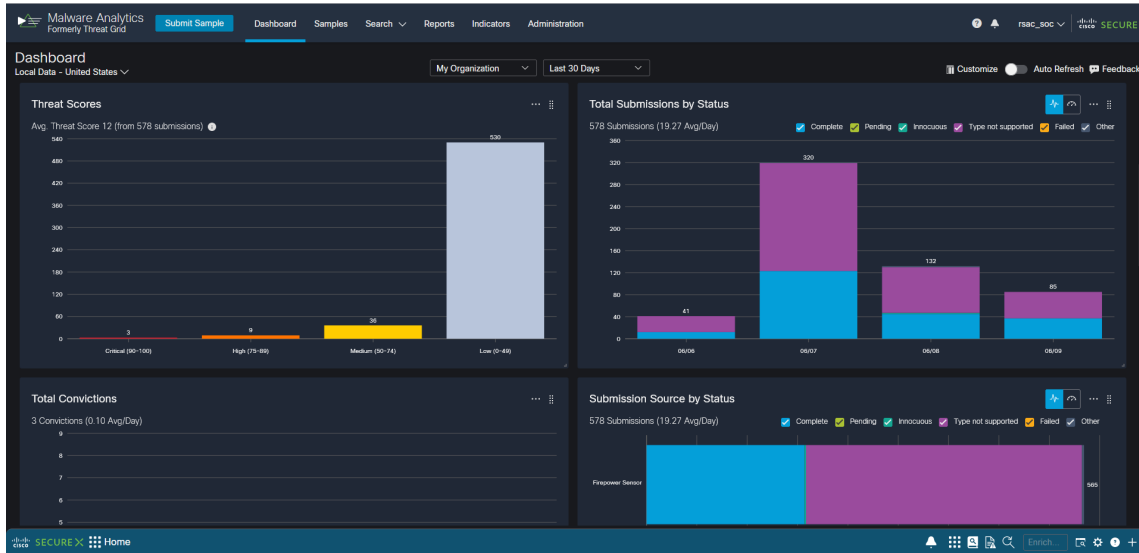 Malware Analytics
Formerly Threat Grid
Submit Sample
Dashboard
Samples
Search
Reports
Indicators
Administration
rsac_soc
cisco SECURE
Dashboard
Local Data - United States
My Organization
Last 30 Days
Customize
Auto Refresh
Feedback
Threat Scores
Avg. Threat Score 12 (from 578 submissions)
540
480
420
360
300
240
180
120
60
0
3
9
36
530
Critical (90-100)
High (75-89)
Medium (50-74)
Low (0-49)
Total Submissions by Status
578 Submissions (19.27 Avg/Day)
Complete
Pending
Innocuous
Type not supported
Failed
Other
360
320
280
240
200
160
120
80
40
0
41
320
132
85
06/06
06/07
06/08
06/09
Total Convictions
3 Convictions (0.10 Avg/Day)
9
8
7
6
5
Submission Source by Status
578 Submissions (19.27 Avg/Day)
Complete
Pending
Innocuous
Type not supported
Failed
Other
Firepower Sensor
565
cisco SECUREX
Home
Enrich...